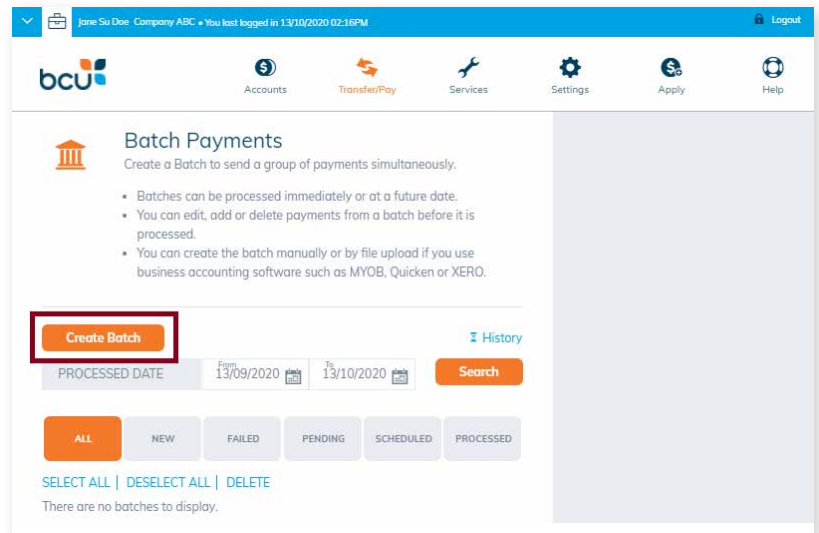 Jane Su Doe Company ABC • You last logged in 13/10/2020 02:16PM
Logout
bcu
Accounts
Transfer/Pay
Services
Settings
Apply
Help
Batch Payments
Create a Batch to send a group of payments simultaneously.
• Batches can be processed immediately or at a future date.
• You can edit, add or delete payments from a batch before it is
processed.
• You can create the batch manually or by file upload if you use
business accounting software such as MYOB, Quicken or XERO.
Create Batch
History
PROCESSED DATE
From
13/09/2020
To
13/10/2020
Search
ALL
NEW
FAILED
PENDING
SCHEDULED
PROCESSED
SELECT ALL | DESELECT ALL | DELETE
There are no batches to display.